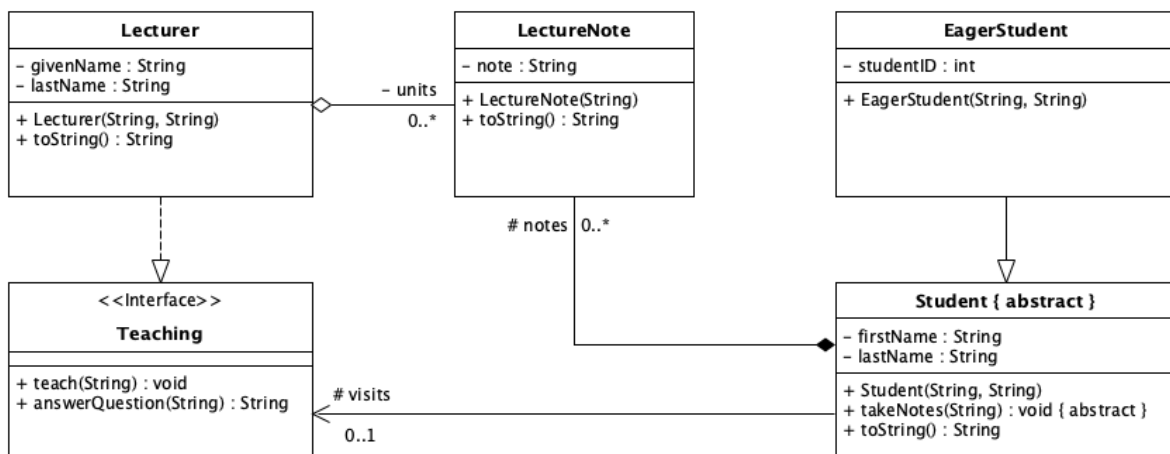 Lecturer
– givenName : String
– lastName : String
+ Lecturer(String, String)
+ toString() : String
– units
0..*
LectureNote
– note : String
+ LectureNote(String)
+ toString() : String
EagerStudent
– studentID : int
+ EagerStudent(String, String)
# notes
0..*
<<Interface>>
Teaching
+ teach(String) : void
+ answerQuestion(String) : String
# visits
0..1
Student { abstract }
– firstName : String
– lastName : String
+ Student(String, String)
+ takeNotes(String) : void { abstract }
+ toString() : String